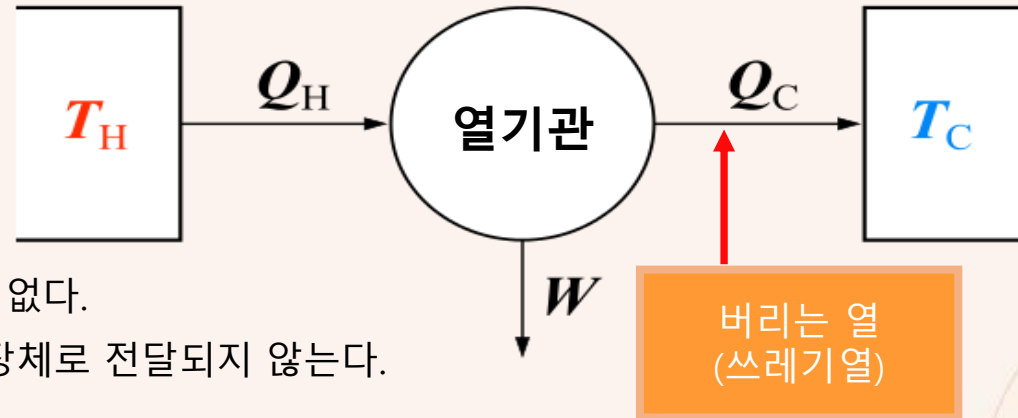 T_H Q_H 열기관 Q_C T_C
W
없다.
장체로 전달되지 않는다.
버리는 열
(쓰레기열)